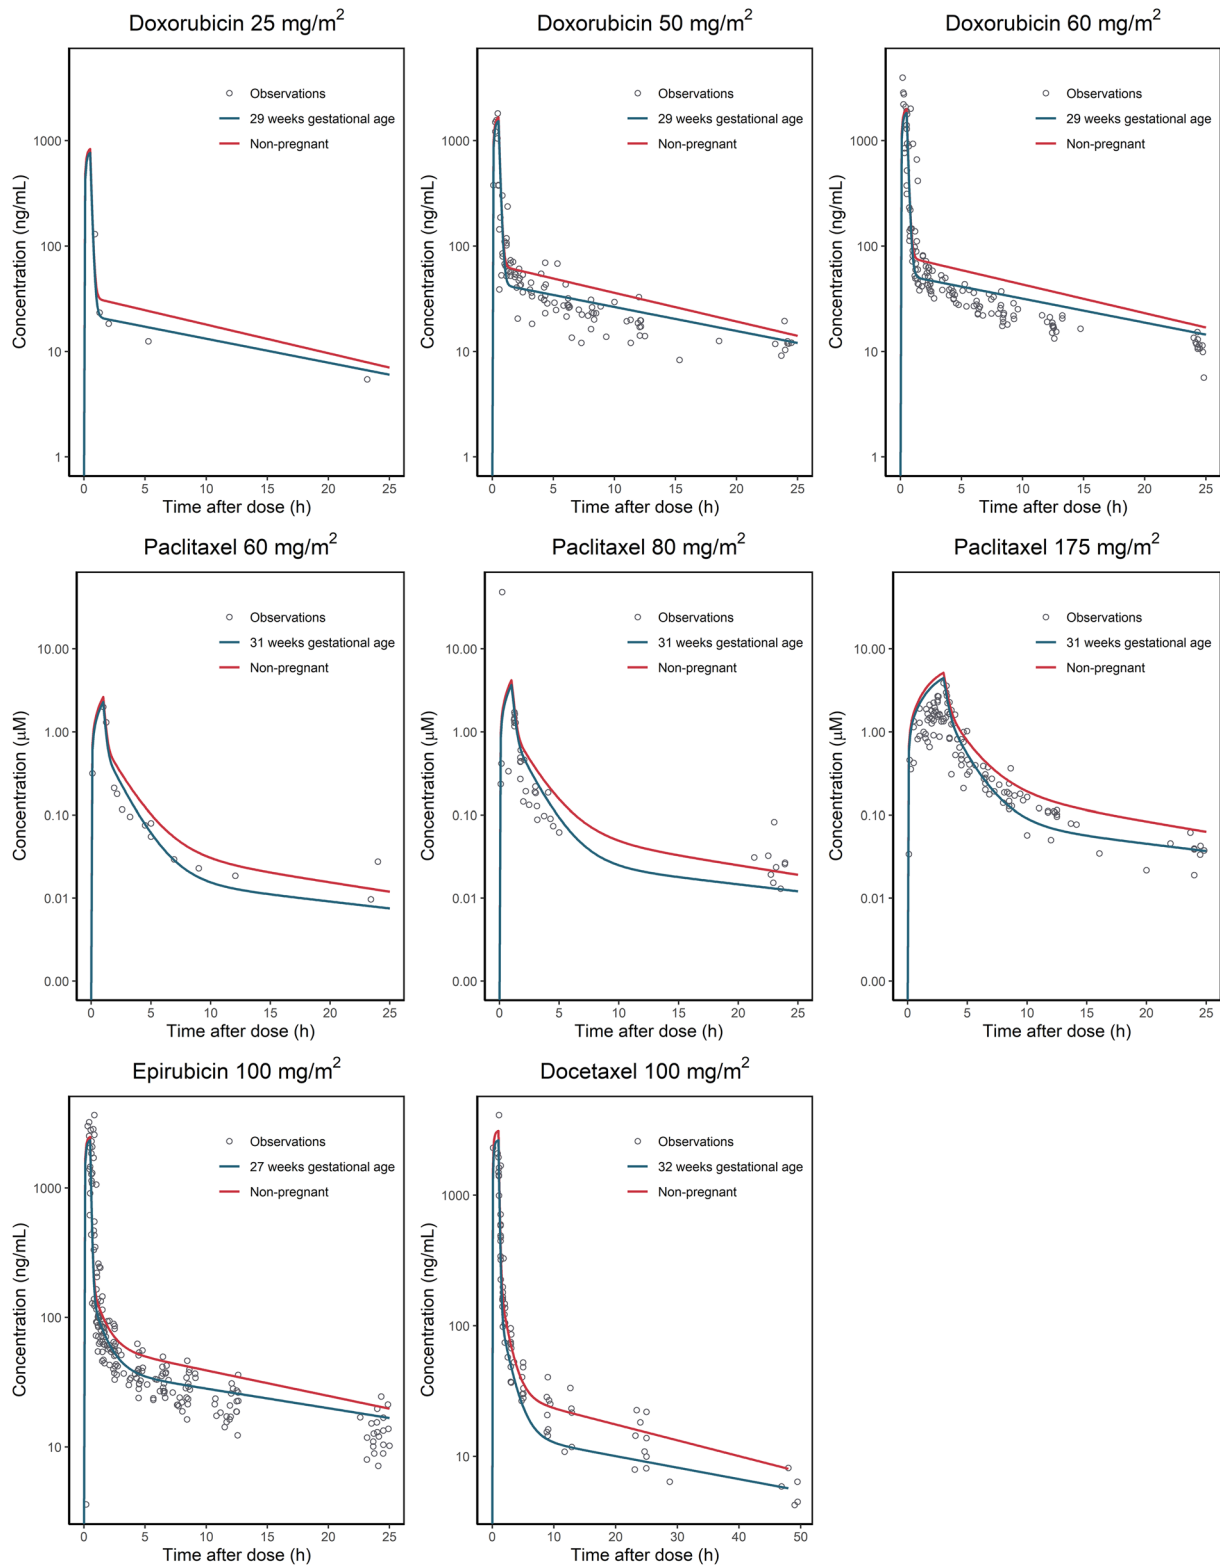 Doxorubicin 25 mg/m²
Concentration (ng/mL)
1000
100
10
1
Observations
29 weeks gestational age
Non-pregnant
0 5 10 15 20 25
Time after dose (h)
Doxorubicin 50 mg/m²
Concentration (ng/mL)
1000
100
10
1
Observations
29 weeks gestational age
Non-pregnant
0 5 10 15 20 25
Time after dose (h)
Doxorubicin 60 mg/m²
Concentration (ng/mL)
1000
100
10
1
Observations
29 weeks gestational age
Non-pregnant
0 5 10 15 20 25
Time after dose (h)
Paclitaxel 60 mg/m²
Concentration (μM)
10.00
1.00
0.10
0.01
0.00
Observations
31 weeks gestational age
Non-pregnant
0 5 10 15 20 25
Time after dose (h)
Paclitaxel 80 mg/m²
Concentration (μM)
10.00
1.00
0.10
0.01
0.00
Observations
31 weeks gestational age
Non-pregnant
0 5 10 15 20 25
Time after dose (h)
Paclitaxel 175 mg/m²
Concentration (μM)
10.00
1.00
0.10
0.01
0.00
Observations
31 weeks gestational age
Non-pregnant
0 5 10 15 20 25
Time after dose (h)
Epirubicin 100 mg/m²
Concentration (ng/mL)
1000
100
10
Observations
27 weeks gestational age
Non-pregnant
0 5 10 15 20 25
Time after dose (h)
Docetaxel 100 mg/m²
Concentration (ng/mL)
1000
100
10
Observations
32 weeks gestational age
Non-pregnant
0 10 20 30 40 50
Time after dose (h)